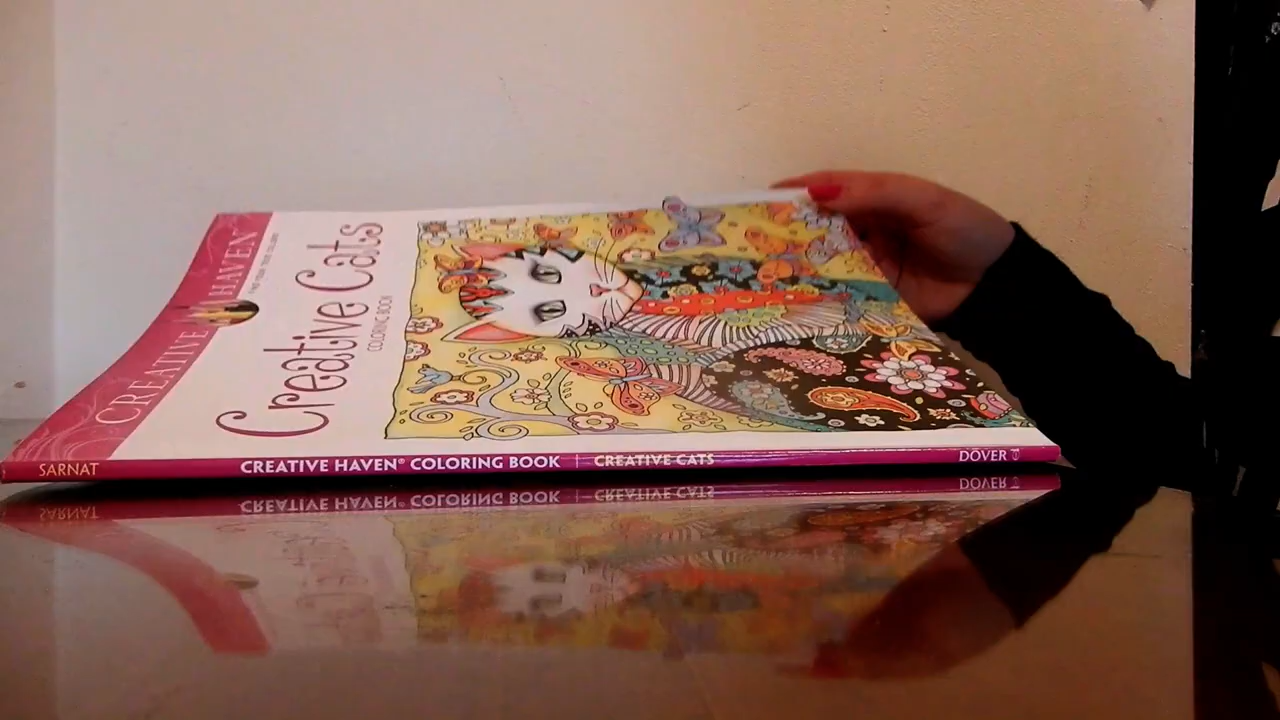 CREATIVE HAVEN
Creative Cats
COLORING BOOK
SARNAT CREATIVE HAVEN® COLORING BOOK | CREATIVE CATS DOVER